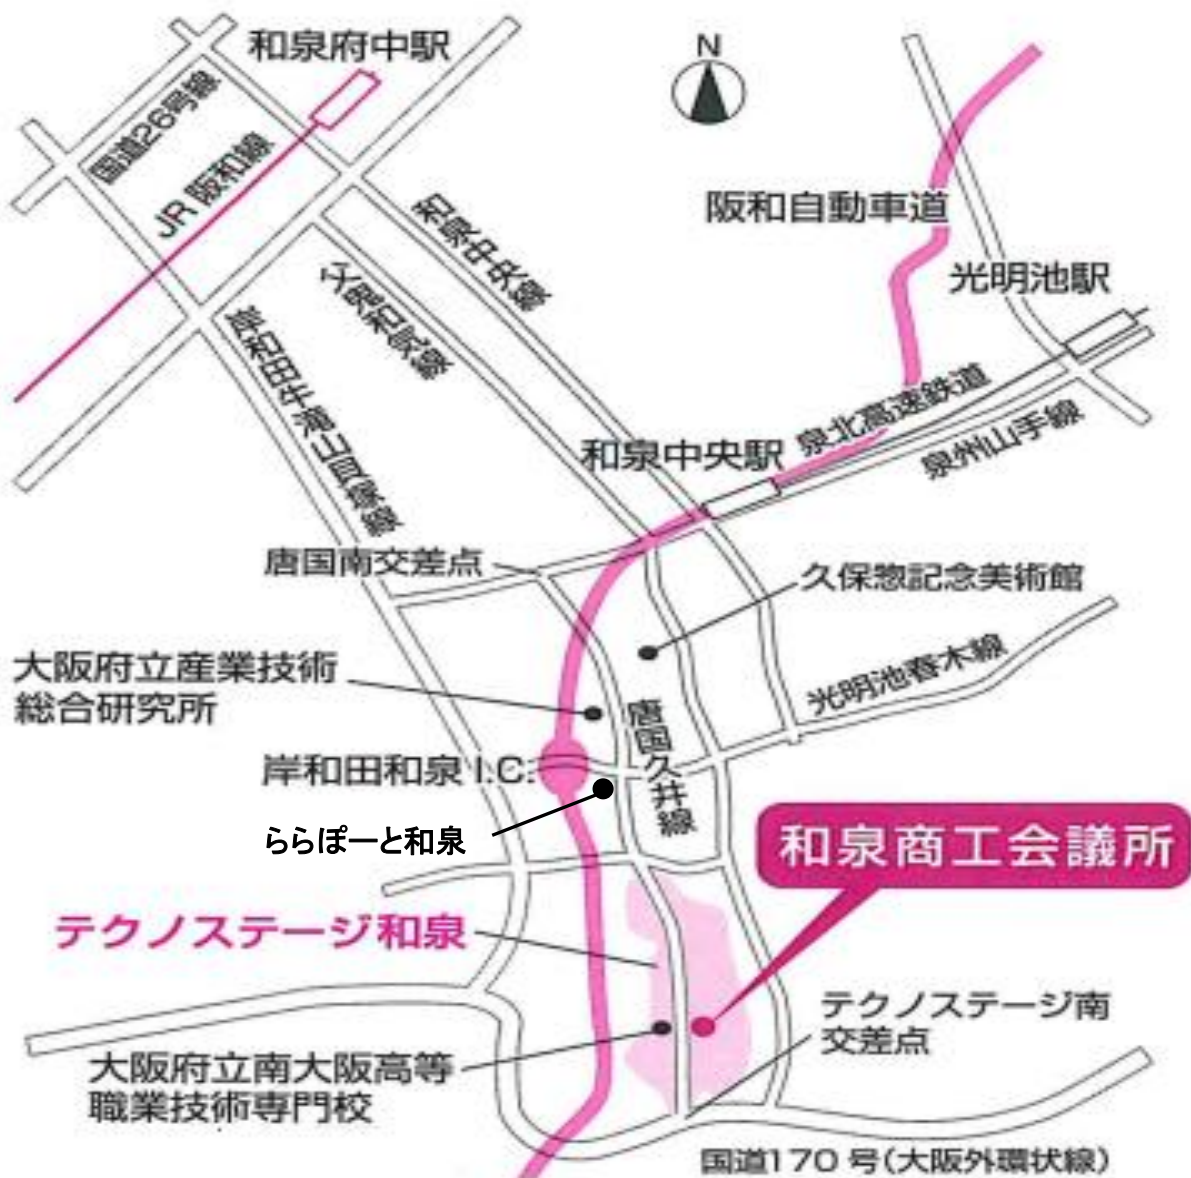 和泉府中駅
N
国道26号線
JR 阪和線
阪和自動車道
和泉中央線
光明池駅
父鬼和気線
岸和田牛滝山貝塚線
泉北高速鉄道
和泉中央駅
泉州山手線
唐国南交差点
久保惣記念美術館
大阪府立産業技術
総合研究所
光明池春木線
唐国久井線
岸和田和泉 I.C.
ららぽーと和泉
和泉商工会議所
テクノステージ和泉
テクノステージ南
交差点
大阪府立南大阪高等
職業技術専門校
国道170 号(大阪外環状線)